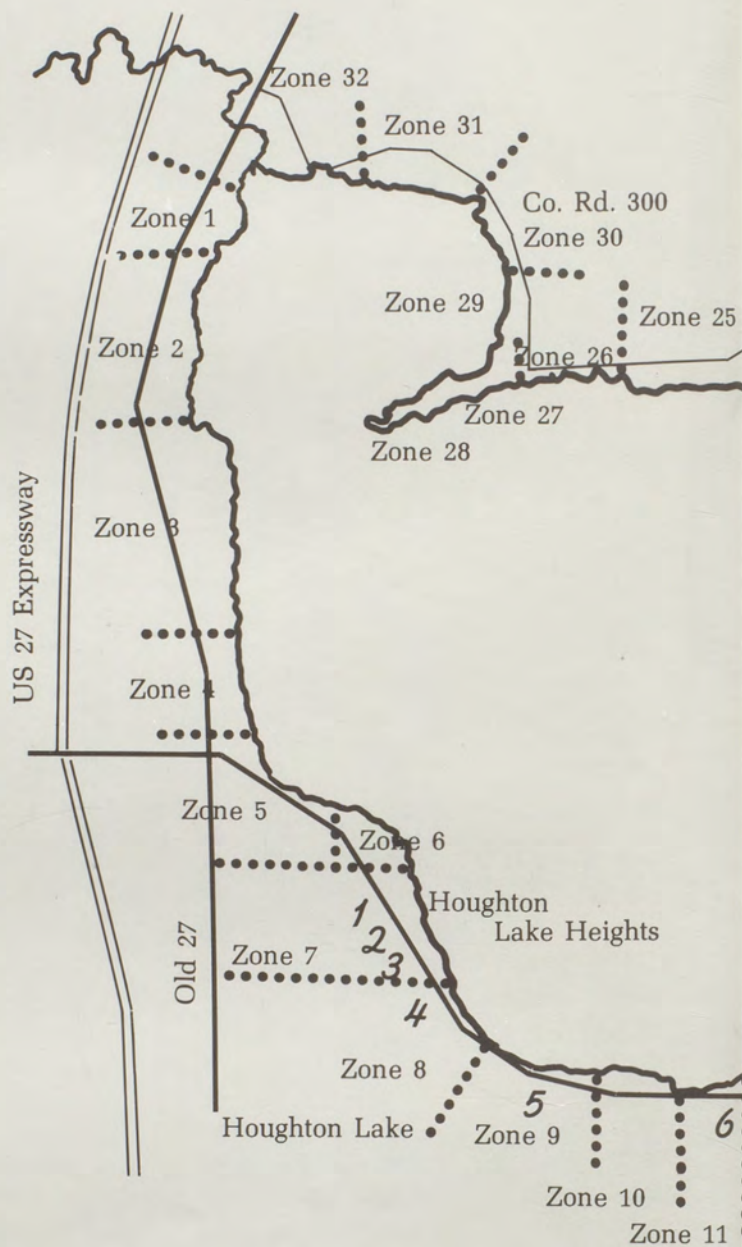 Zone 32
Zone 31
Co. Rd. 300
Zone 1
Zone 30
Zone 29
Zone 25
Zone 2
Zone 26
Zone 27
Zone 28
Zone 3
US 27 Expressway
Zone 4
Zone 5
Zone 6
1
Houghton
Lake Heights
2
Zone 7
3
Old 27
4
Zone 8
5
6
Houghton Lake
Zone 9
Zone 10
Zone 11